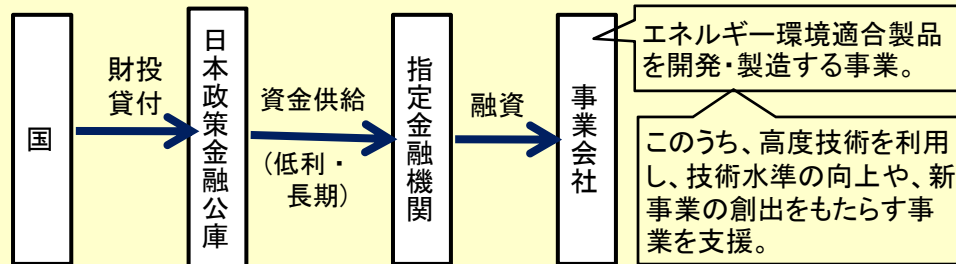 国
財投
貸付
日本政策金融公庫
資金供給
(低利・
長期)
指定金融機関
融資
事業会社
エネルギー環境適合製品
を開発・製造する事業。
このうち、高度技術を利用
し、技術水準の向上や、新
事業の創出をもたらす事
業を支援。